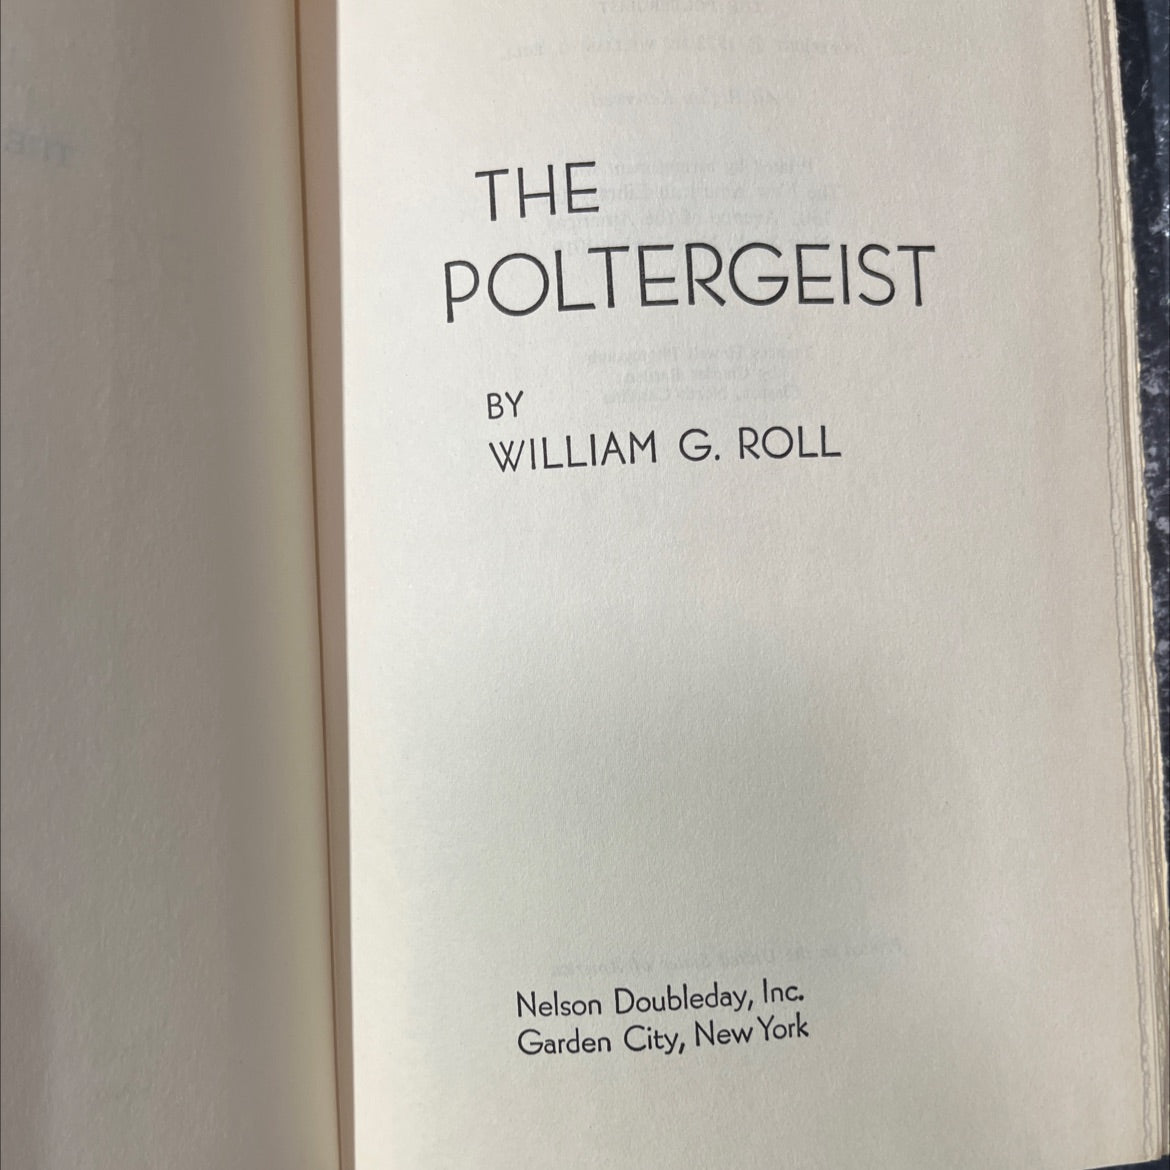 THE
POLTERGEIST
BY
WILLIAM G. ROLL
Nelson Doubleday, Inc.
Garden City, New York